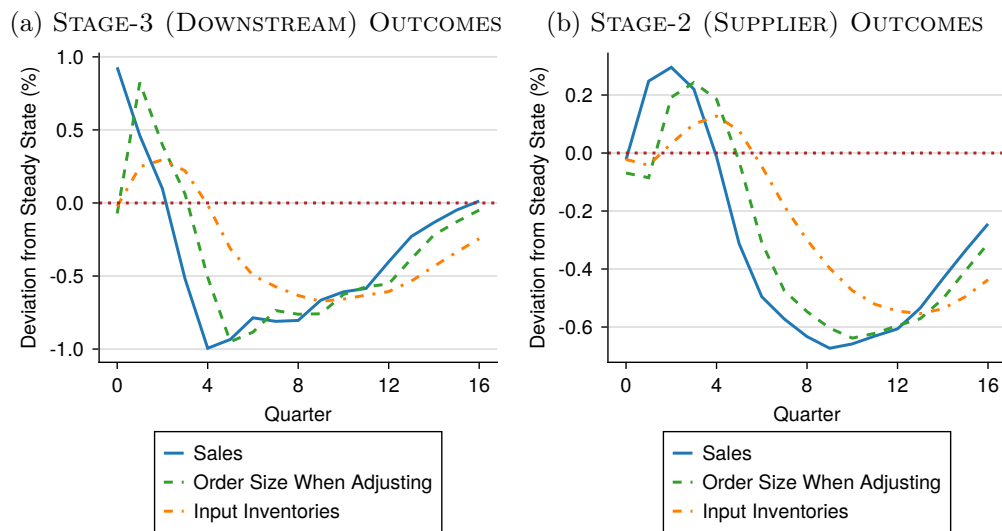 (a) Stage-3 (Downstream) Outcomes
1.0
0.5
0.0
-0.5
-1.0
Deviation from Steady State (%)
0 4 8 12 16
Quarter
Sales
Order Size When Adjusting
Input Inventories
(b) Stage-2 (Supplier) Outcomes
0.2
0.0
-0.2
-0.4
-0.6
Deviation from Steady State (%)
0 4 8 12 16
Quarter
Sales
Order Size When Adjusting
Input Inventories